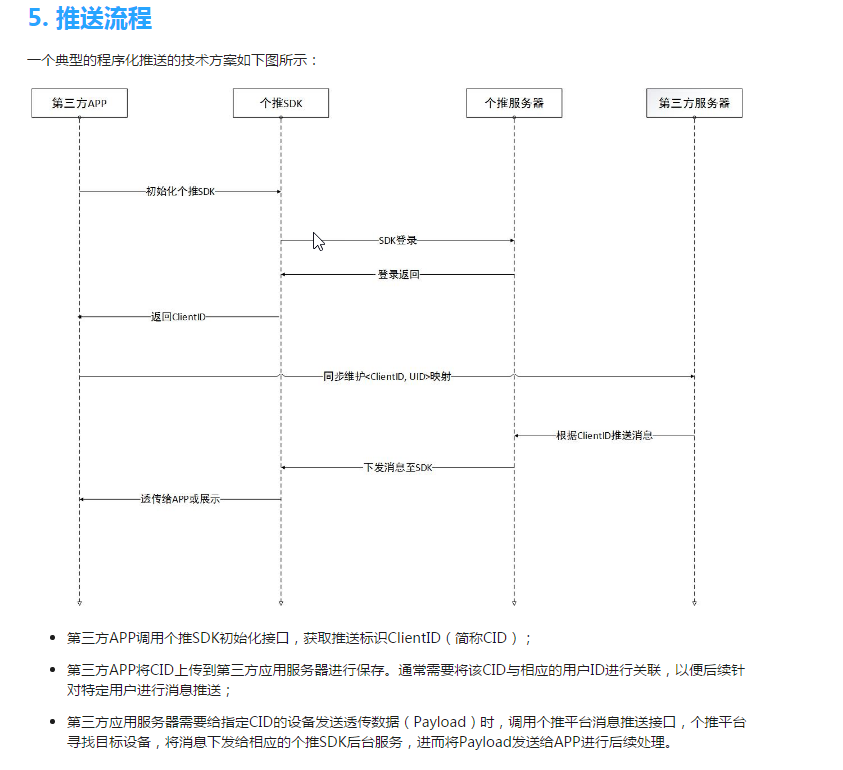 5. 推送流程
一个典型的程序化推送的技术方案如下图所示：
第三方APP
个推SDK
个推服务器
第三方服务器
初始化个推SDK
SDK登录
登录返回
返回ClientID
同步维护<ClientID, UID>映射
根据ClientID推送消息
下发消息至SDK
透传给APP或展示
第三方APP调用个推SDK初始化接口，获取推送标识ClientID（简称CID）；
第三方APP将CID上传到第三方应用服务器进行保存。通常需要将该CID与相应的用户ID进行关联，以便后续针
对特定用户进行消息推送；
第三方应用服务器需要给指定CID的设备发送透传数据（Payload）时，调用个推平台消息推送接口，个推平台
寻找目标设备，将消息下发给相应的个推SDK后台服务，进而将Payload发送给APP进行后续处理。